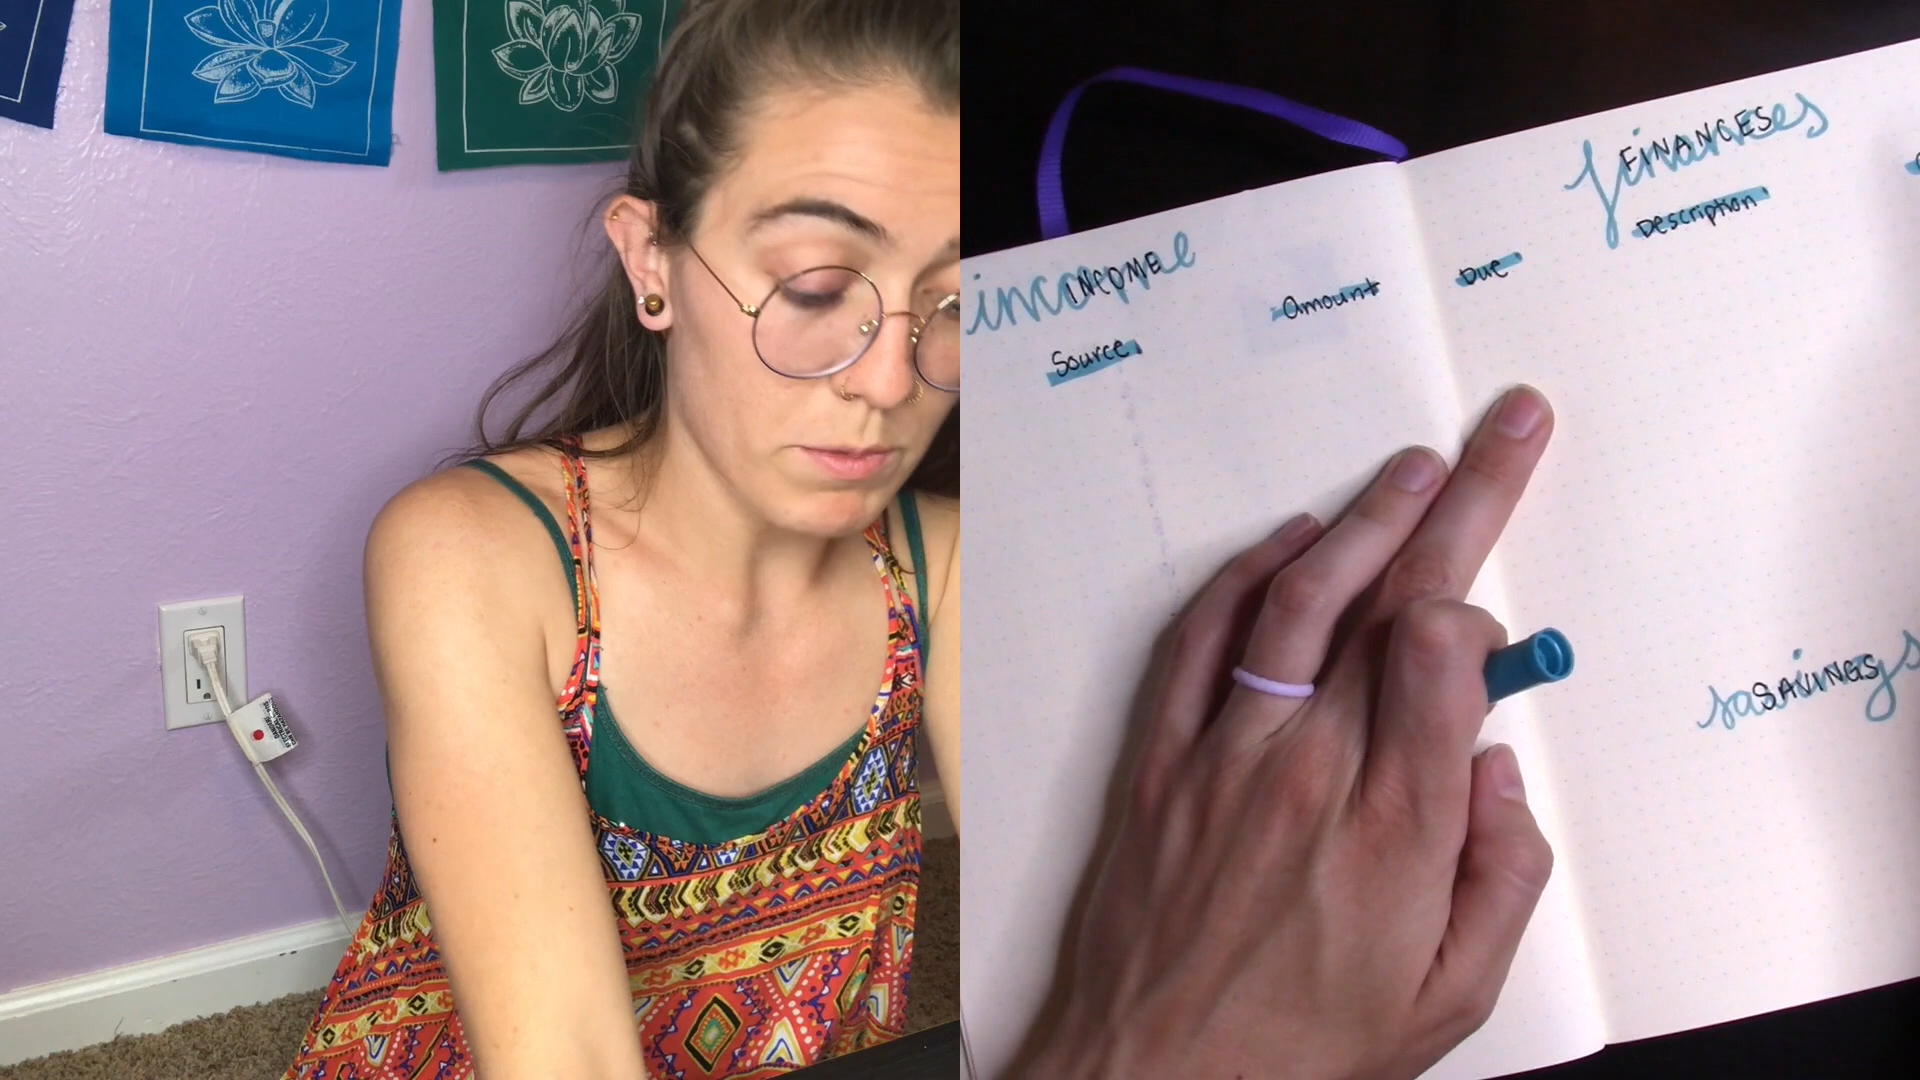 income
INCOME
Source
Amount
finances
FINANCES
Due
Description
savings
SAVINGS